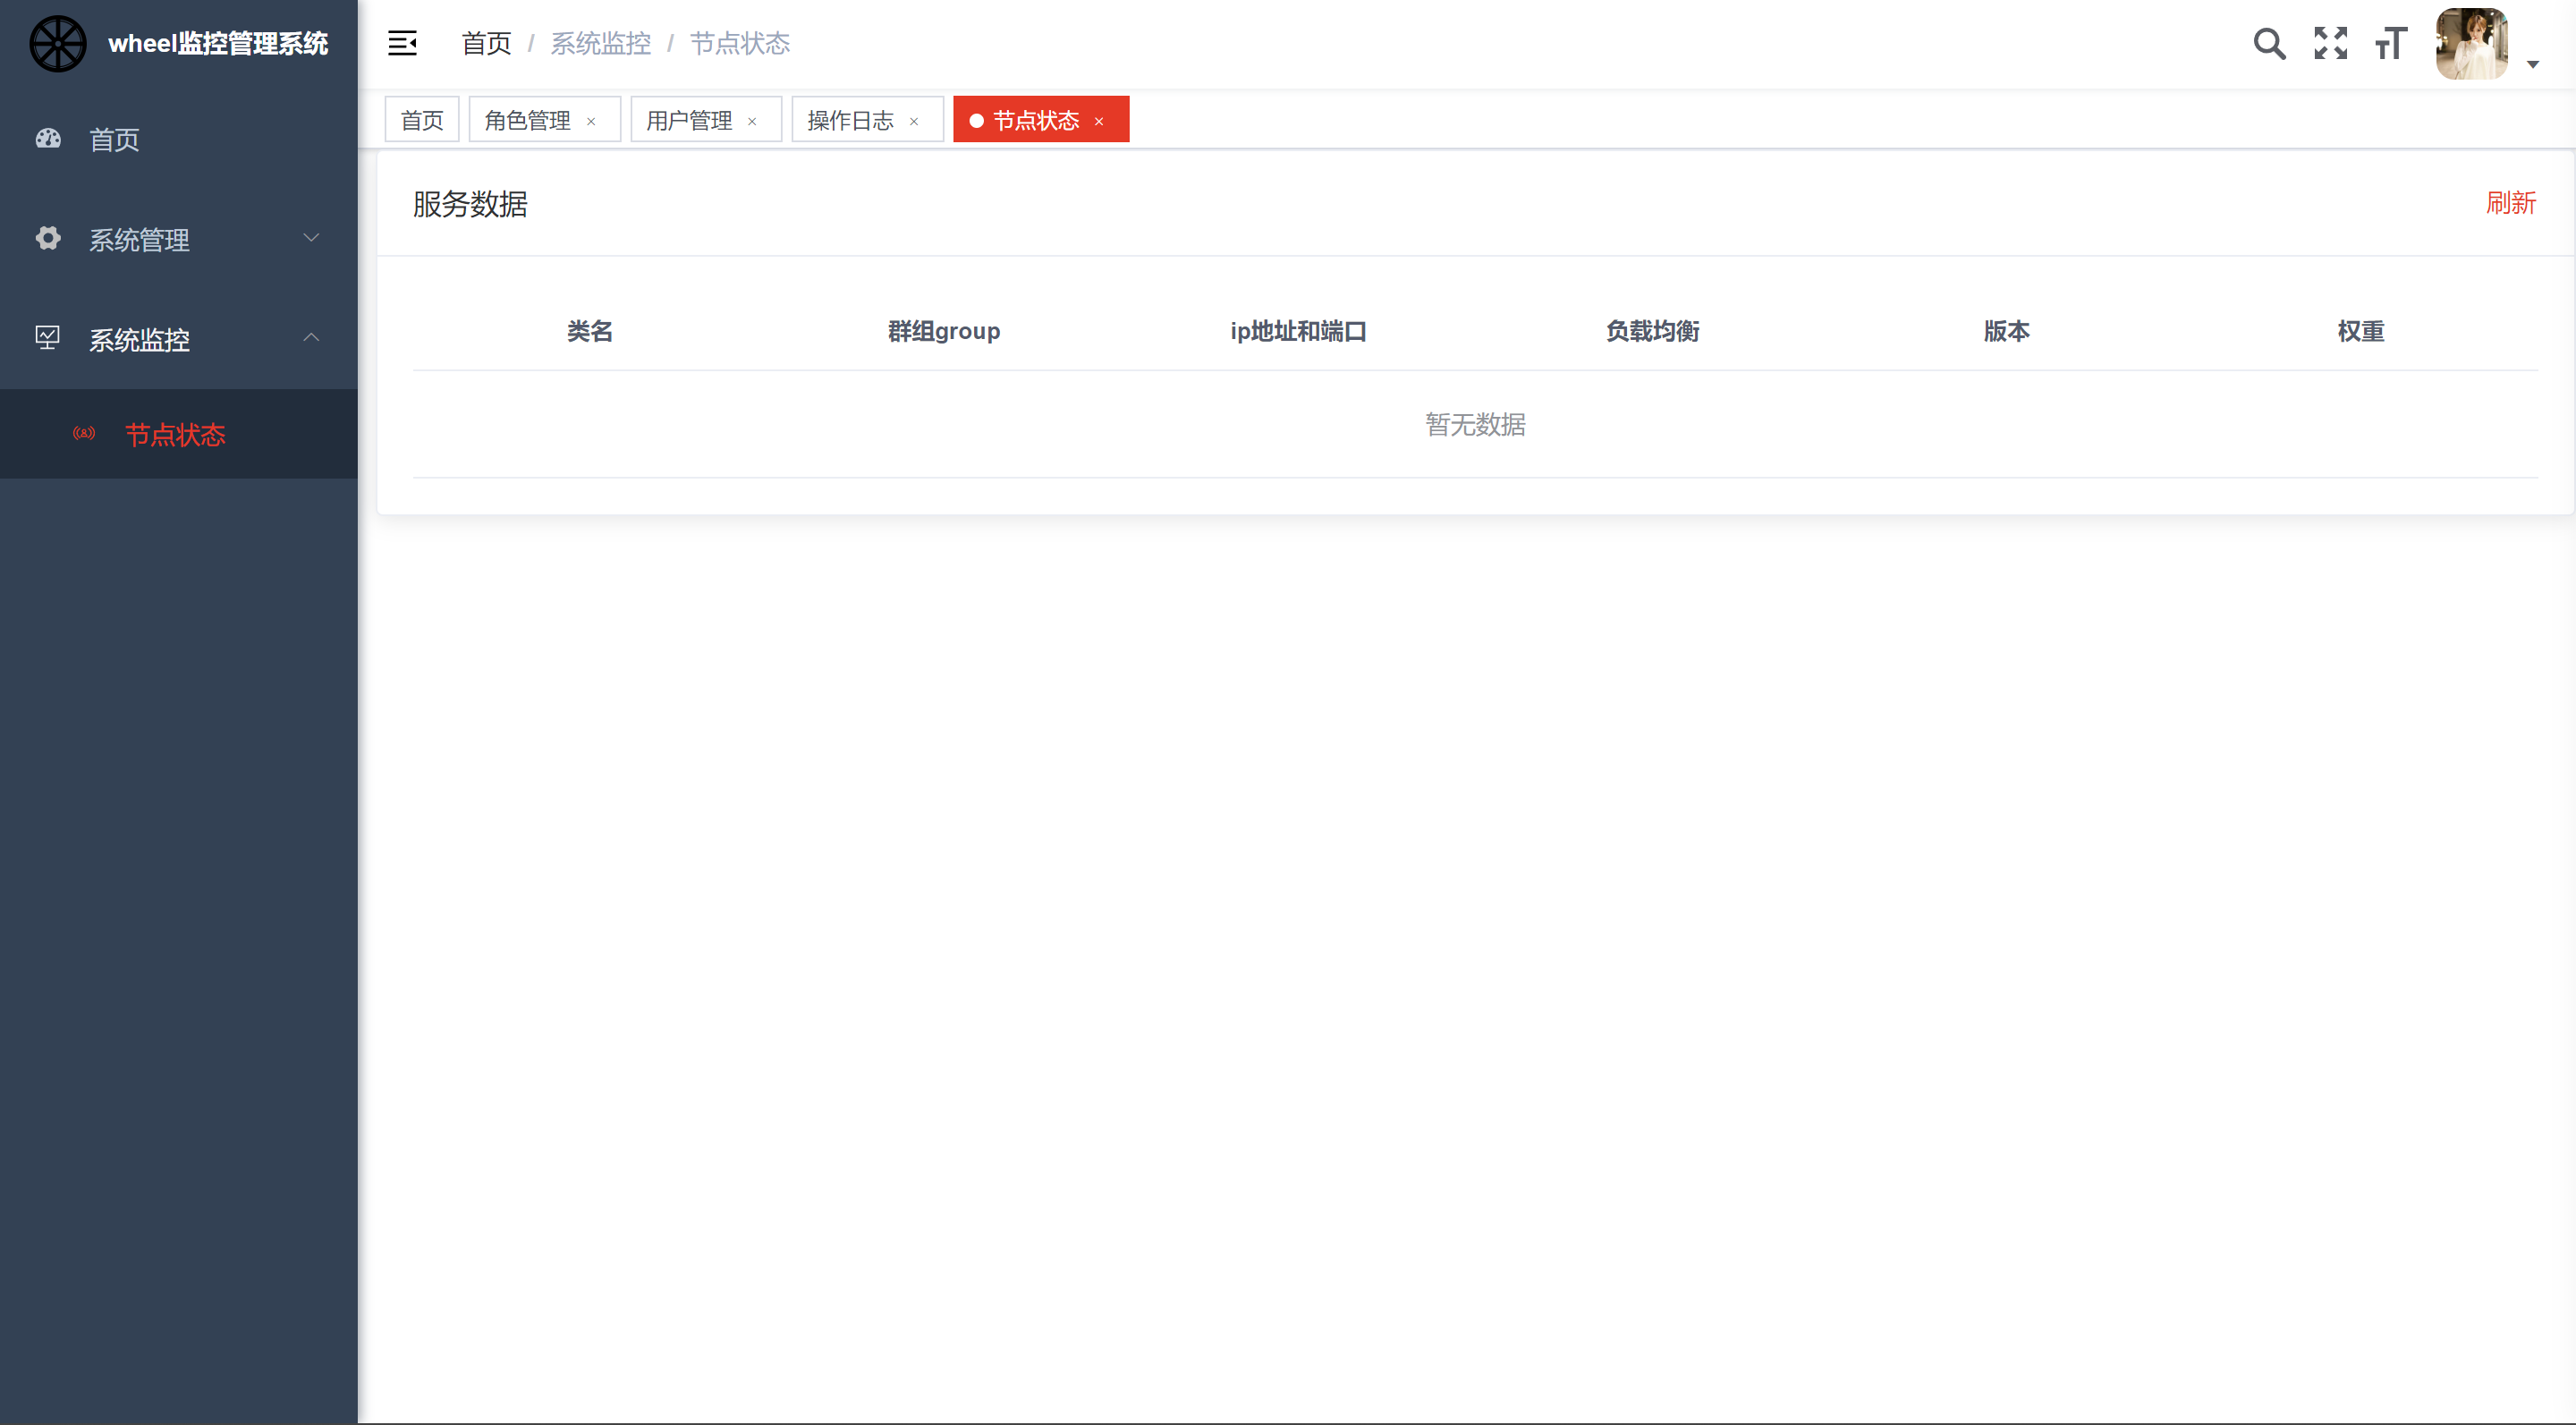 wheel监控管理系统
首页 / 系统监控 / 节点状态
首页
角色管理 ×
用户管理 ×
操作日志 ×
节点状态 ×
首页
系统管理
系统监控
节点状态
服务数据
刷新
类名 群组group ip地址和端口 负载均衡 版本 权重
暂无数据